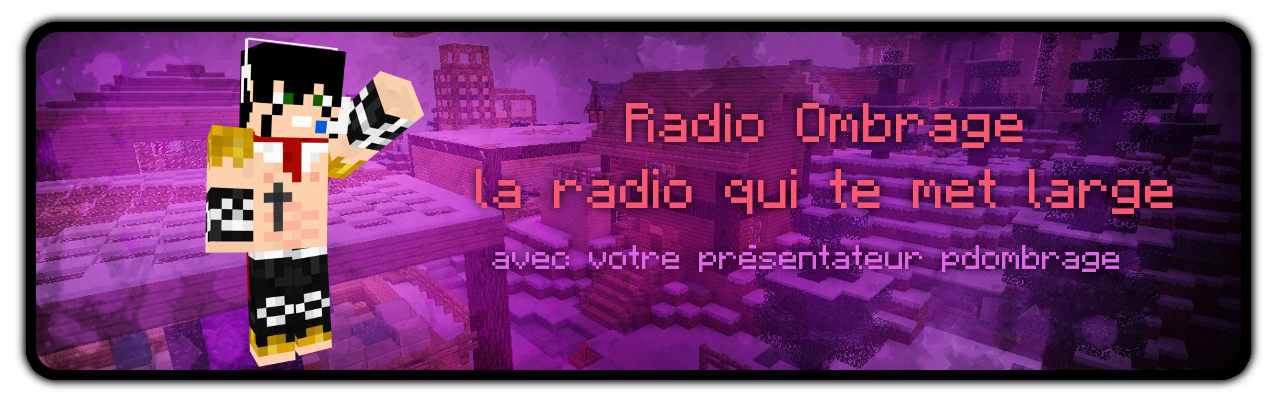 Radio Ombrage
la radio qui te met large
avec votre présentateur pdombrage